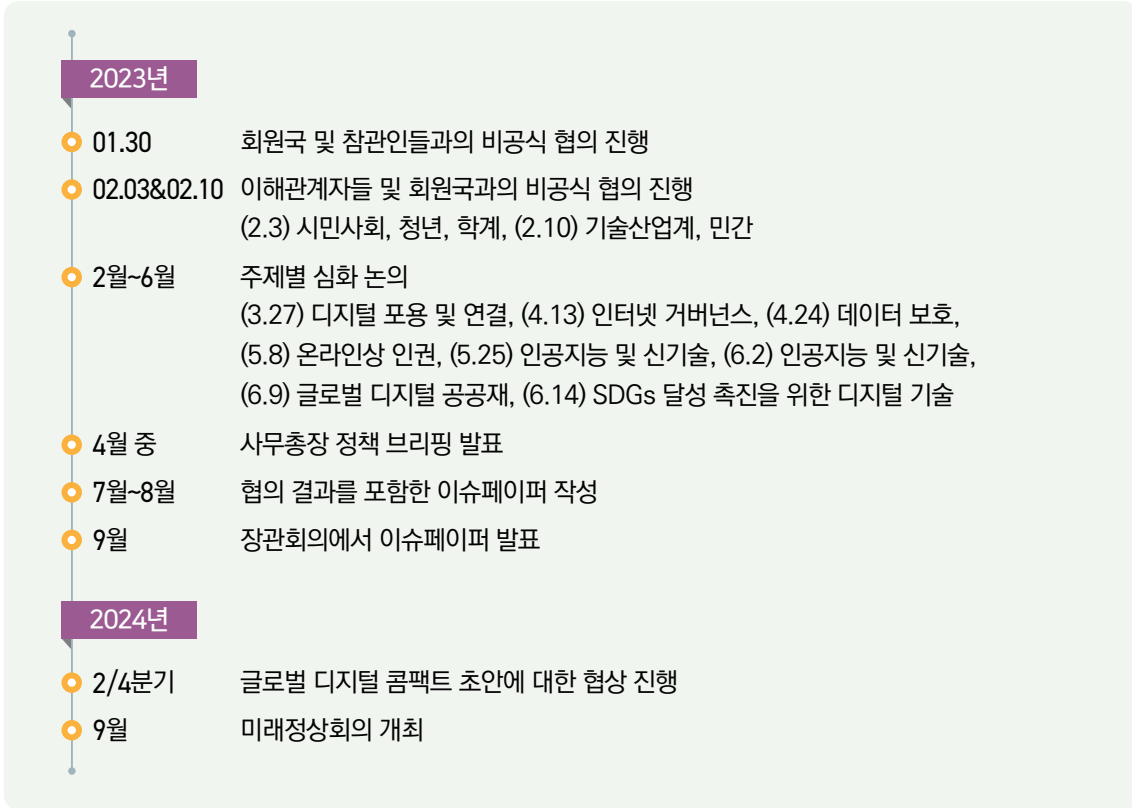 2023년
01.30 회원국 및 참관인들과의 비공식 협의 진행
02.03&02.10 이해관계자들 및 회원국과의 비공식 협의 진행
(2.3) 시민사회, 청년, 학계, (2.10) 기술산업계, 민간
2월~6월 주제별 심화 논의
(3.27) 디지털 포용 및 연결, (4.13) 인터넷 거버넌스, (4.24) 데이터 보호,
(5.8) 온라인상 인권, (5.25) 인공지능 및 신기술, (6.2) 인공지능 및 신기술,
(6.9) 글로벌 디지털 공공재, (6.14) SDGs 달성 촉진을 위한 디지털 기술
4월 중 사무총장 정책 브리핑 발표
7월~8월 협의 결과를 포함한 이슈페이퍼 작성
9월 장관회의에서 이슈페이퍼 발표
2024년
2/4분기 글로벌 디지털 콤팩트 초안에 대한 협상 진행
9월 미래정상회의 개최